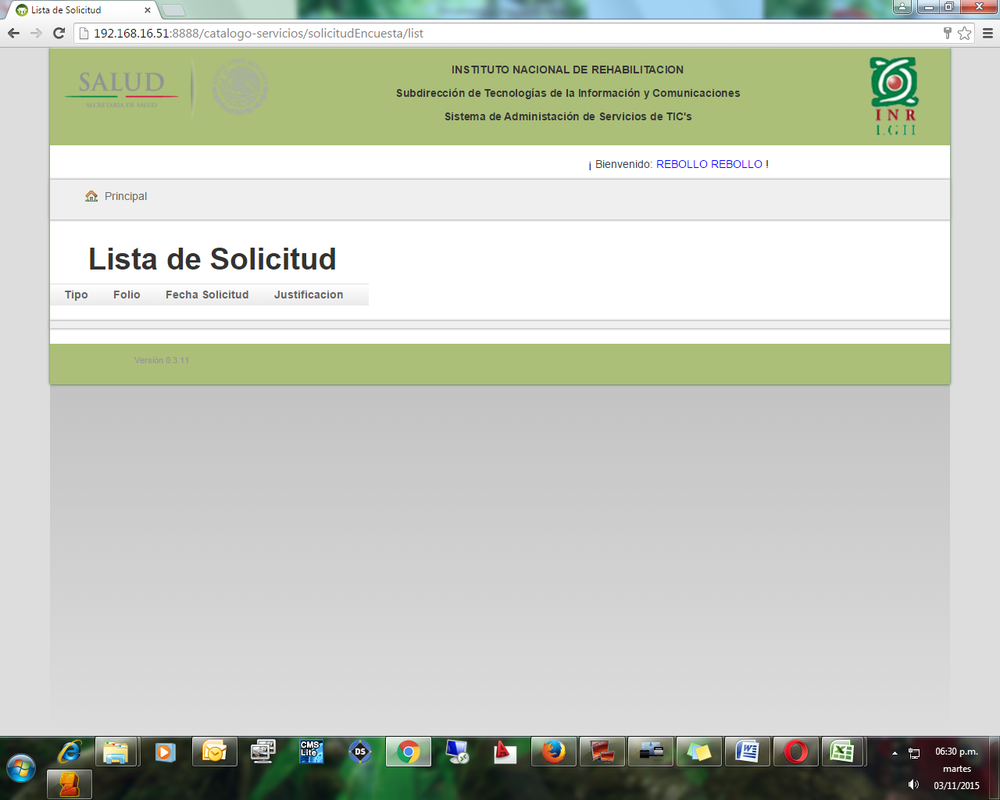 Lista de Solicitud
192.168.16.51:8888/catalogo-servicios/solicitudEncuesta/list
SALUD
SECRETARÍA DE SALUD
INSTITUTO NACIONAL DE REHABILITACION
Subdirección de Tecnologías de la Información y Comunicaciones
Sistema de Administación de Servicios de TIC's
INR
LGII
¡ Bienvenido: REBOLLO REBOLLO !
Principal
Lista de Solicitud
Tipo Folio Fecha Solicitud Justificacion
Versión 0.3.11
CMS
Lite
DS
06:30 p.m.
martes
03/11/2015